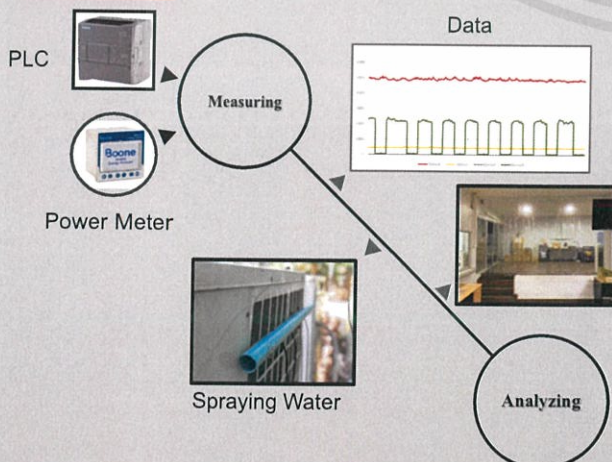 Data
PLC
Measuring
Boone
Power Meter
Spraying Water
Analyzing